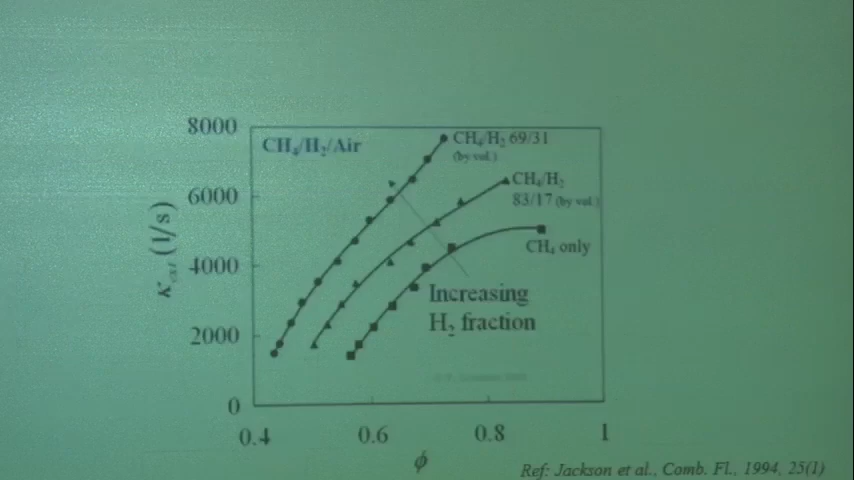 8000
6000
4000
2000
0
κext (1/s)
CH4/H2/Air
CH4/H2 69/31
(by vol.)
CH4/H2
83/17 (by vol.)
CH4 only
Increasing
H2 fraction
0.4
0.6
0.8
1
ϕ
Ref: Jackson et al., Comb. Fl., 1994, 25(1)